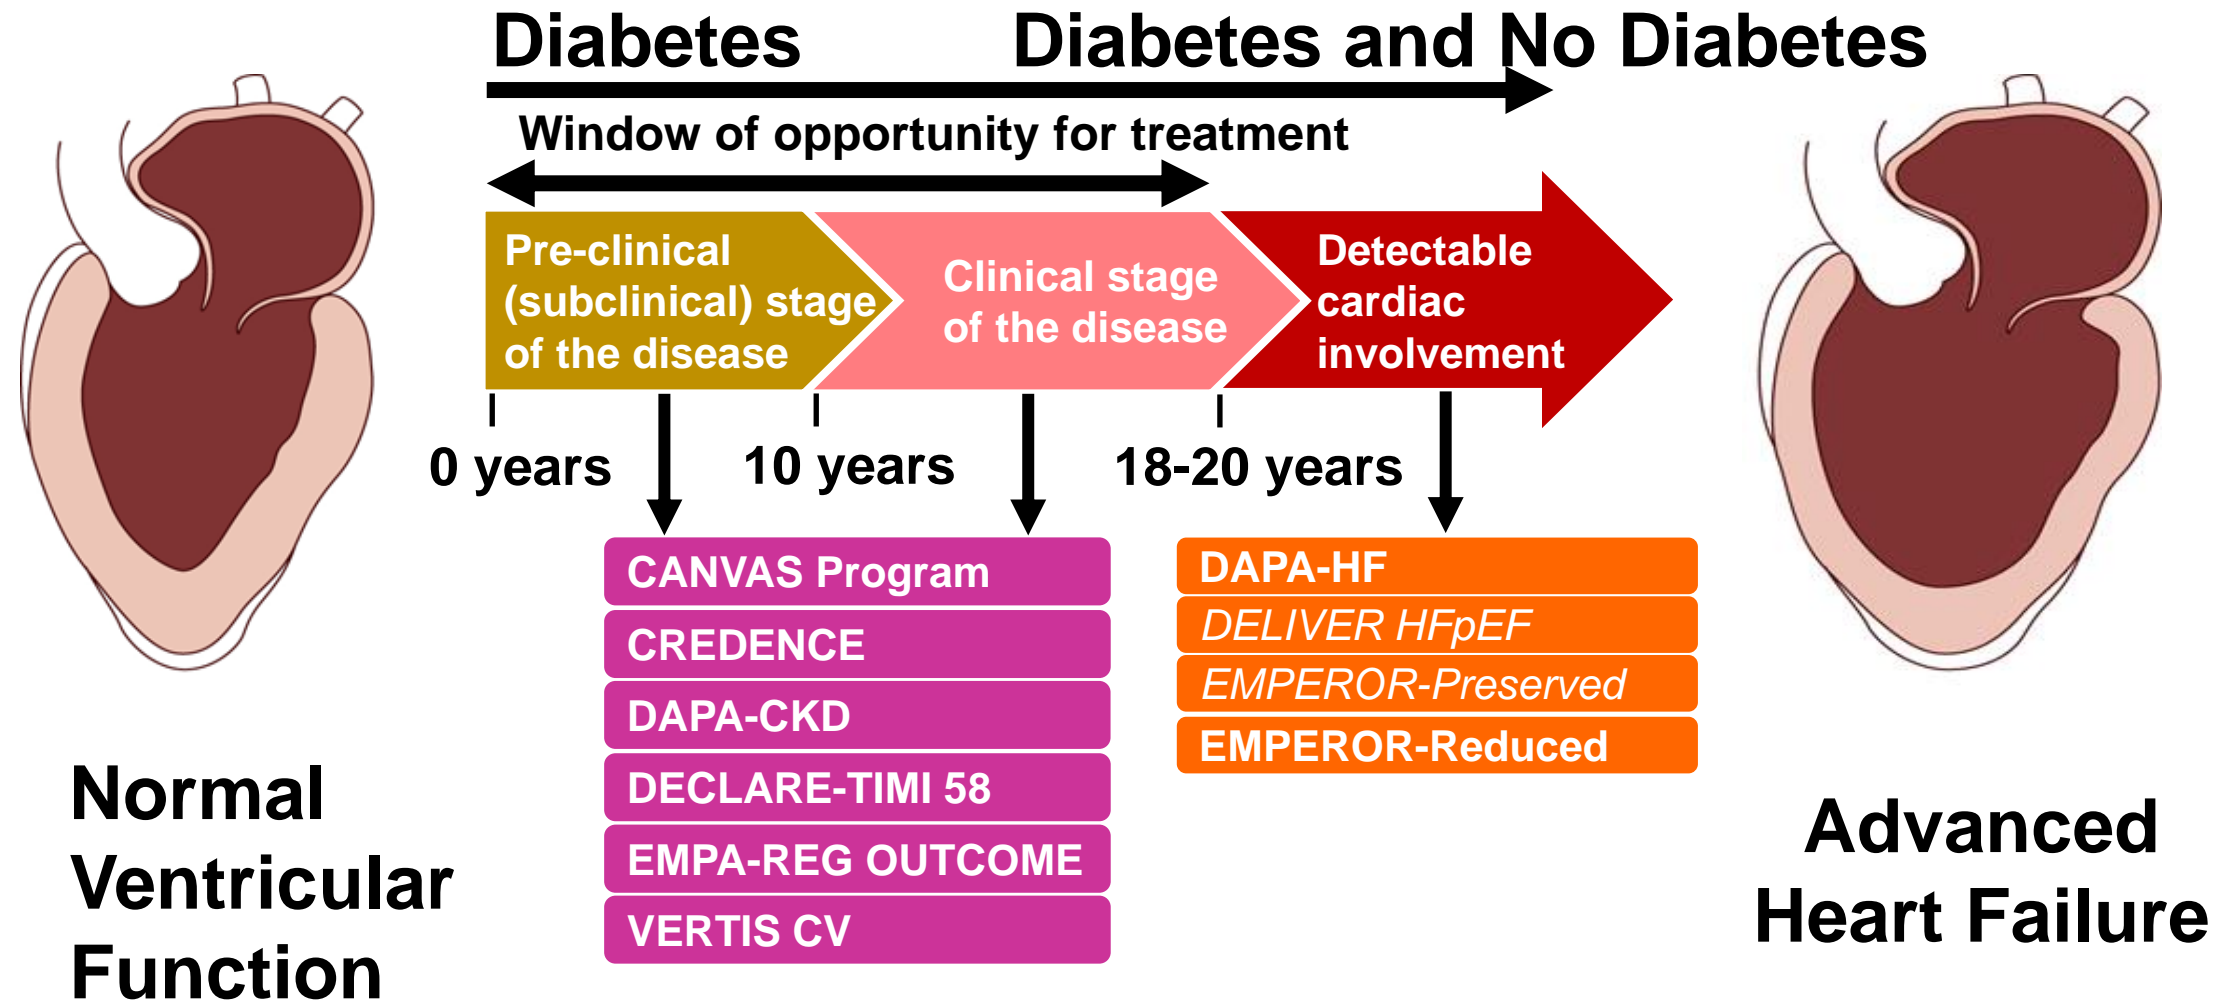 Diabetes
Diabetes and No Diabetes
Window of opportunity for treatment
Pre-clinical
(subclinical) stage
of the disease
Clinical stage
of the disease
Detectable
cardiac
involvement
0 years
10 years
18-20 years
CANVAS Program
CREDENCE
DAPA-CKD
DECLARE-TIMI 58
EMPA-REG OUTCOME
VERTIS CV
DAPA-HF
DELIVER HFpEF
EMPEROR-Preserved
EMPEROR-Reduced
Normal
Ventricular
Function
Advanced
Heart Failure